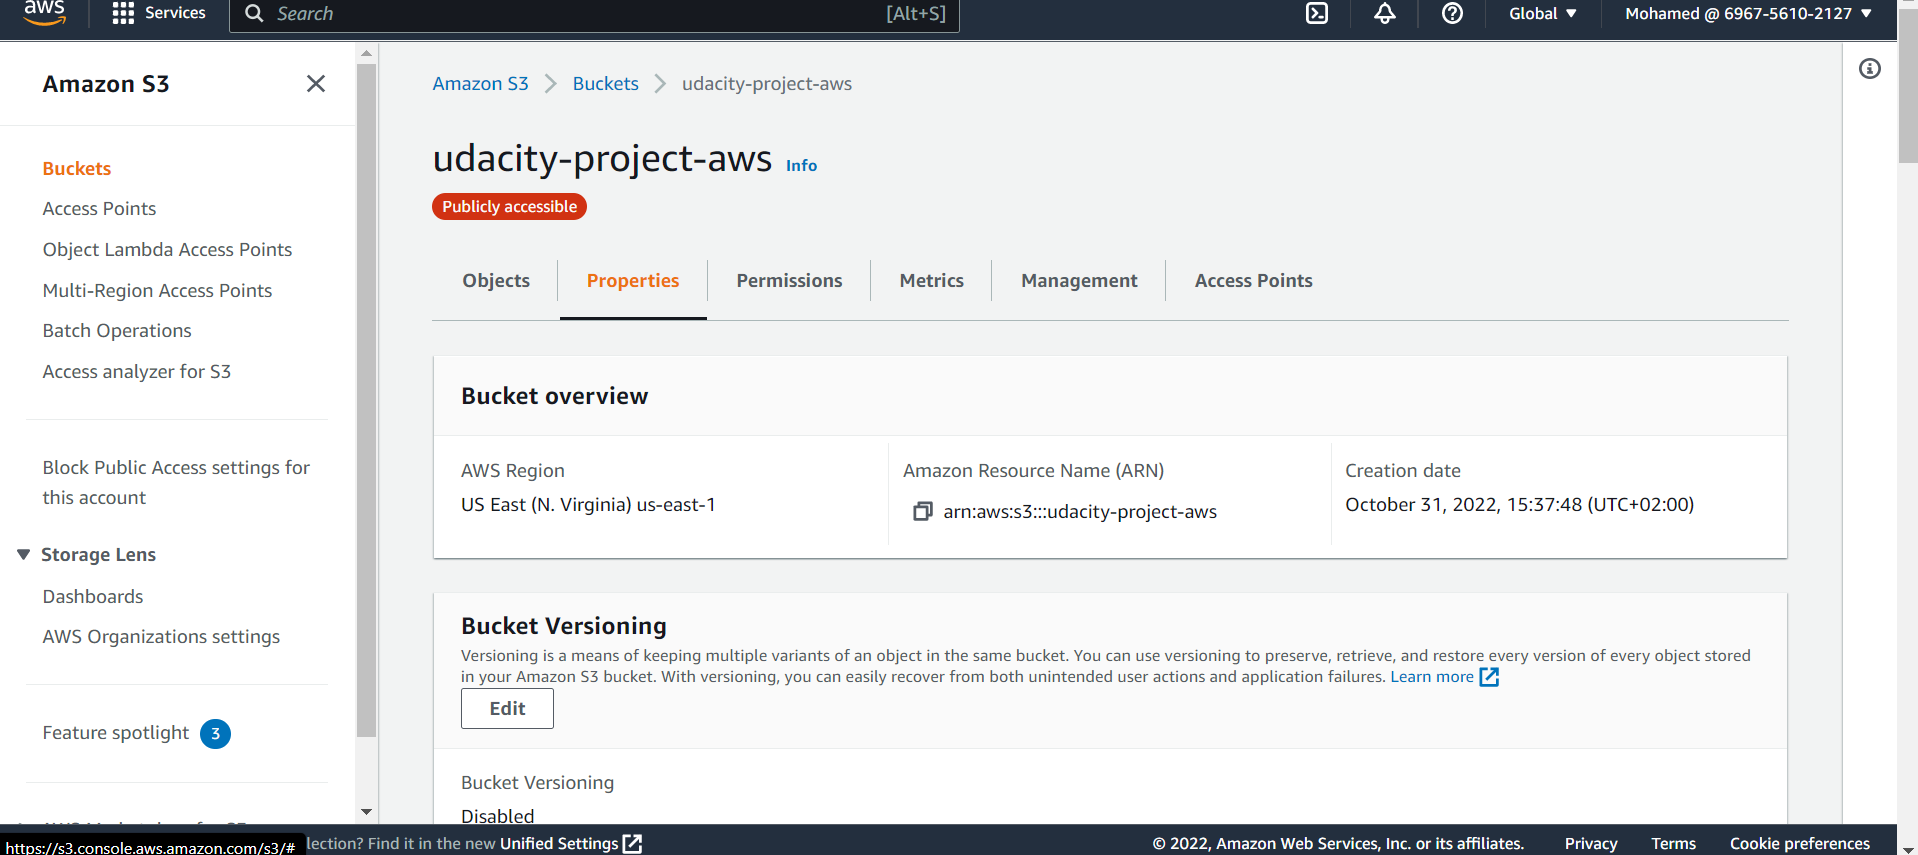 aws
Services
Search
[Alt+S]
Global
Mohamed @ 6967-5610-2127
Amazon S3
Buckets
Access Points
Object Lambda Access Points
Multi-Region Access Points
Batch Operations
Access analyzer for S3
Block Public Access settings for
this account
Storage Lens
Dashboards
AWS Organizations settings
Feature spotlight 3
Amazon S3 Buckets udacity-project-aws
udacity-project-aws Info
Publicly accessible
Objects Properties Permissions Metrics Management Access Points
Bucket overview
AWS Region
US East (N. Virginia) us-east-1
Amazon Resource Name (ARN)
arn:aws:s3:::udacity-project-aws
Creation date
October 31, 2022, 15:37:48 (UTC+02:00)
Bucket Versioning
Versioning is a means of keeping multiple variants of an object in the same bucket. You can use versioning to preserve, retrieve, and restore every version of every object stored
in your Amazon S3 bucket. With versioning, you can easily recover from both unintended user actions and application failures. Learn more
Edit
Bucket Versioning
Disabled
https://s3.console.aws.amazon.com/s3/#
lection? Find it in the new Unified Settings
© 2022, Amazon Web Services, Inc. or its affiliates.
Privacy
Terms
Cookie preferences